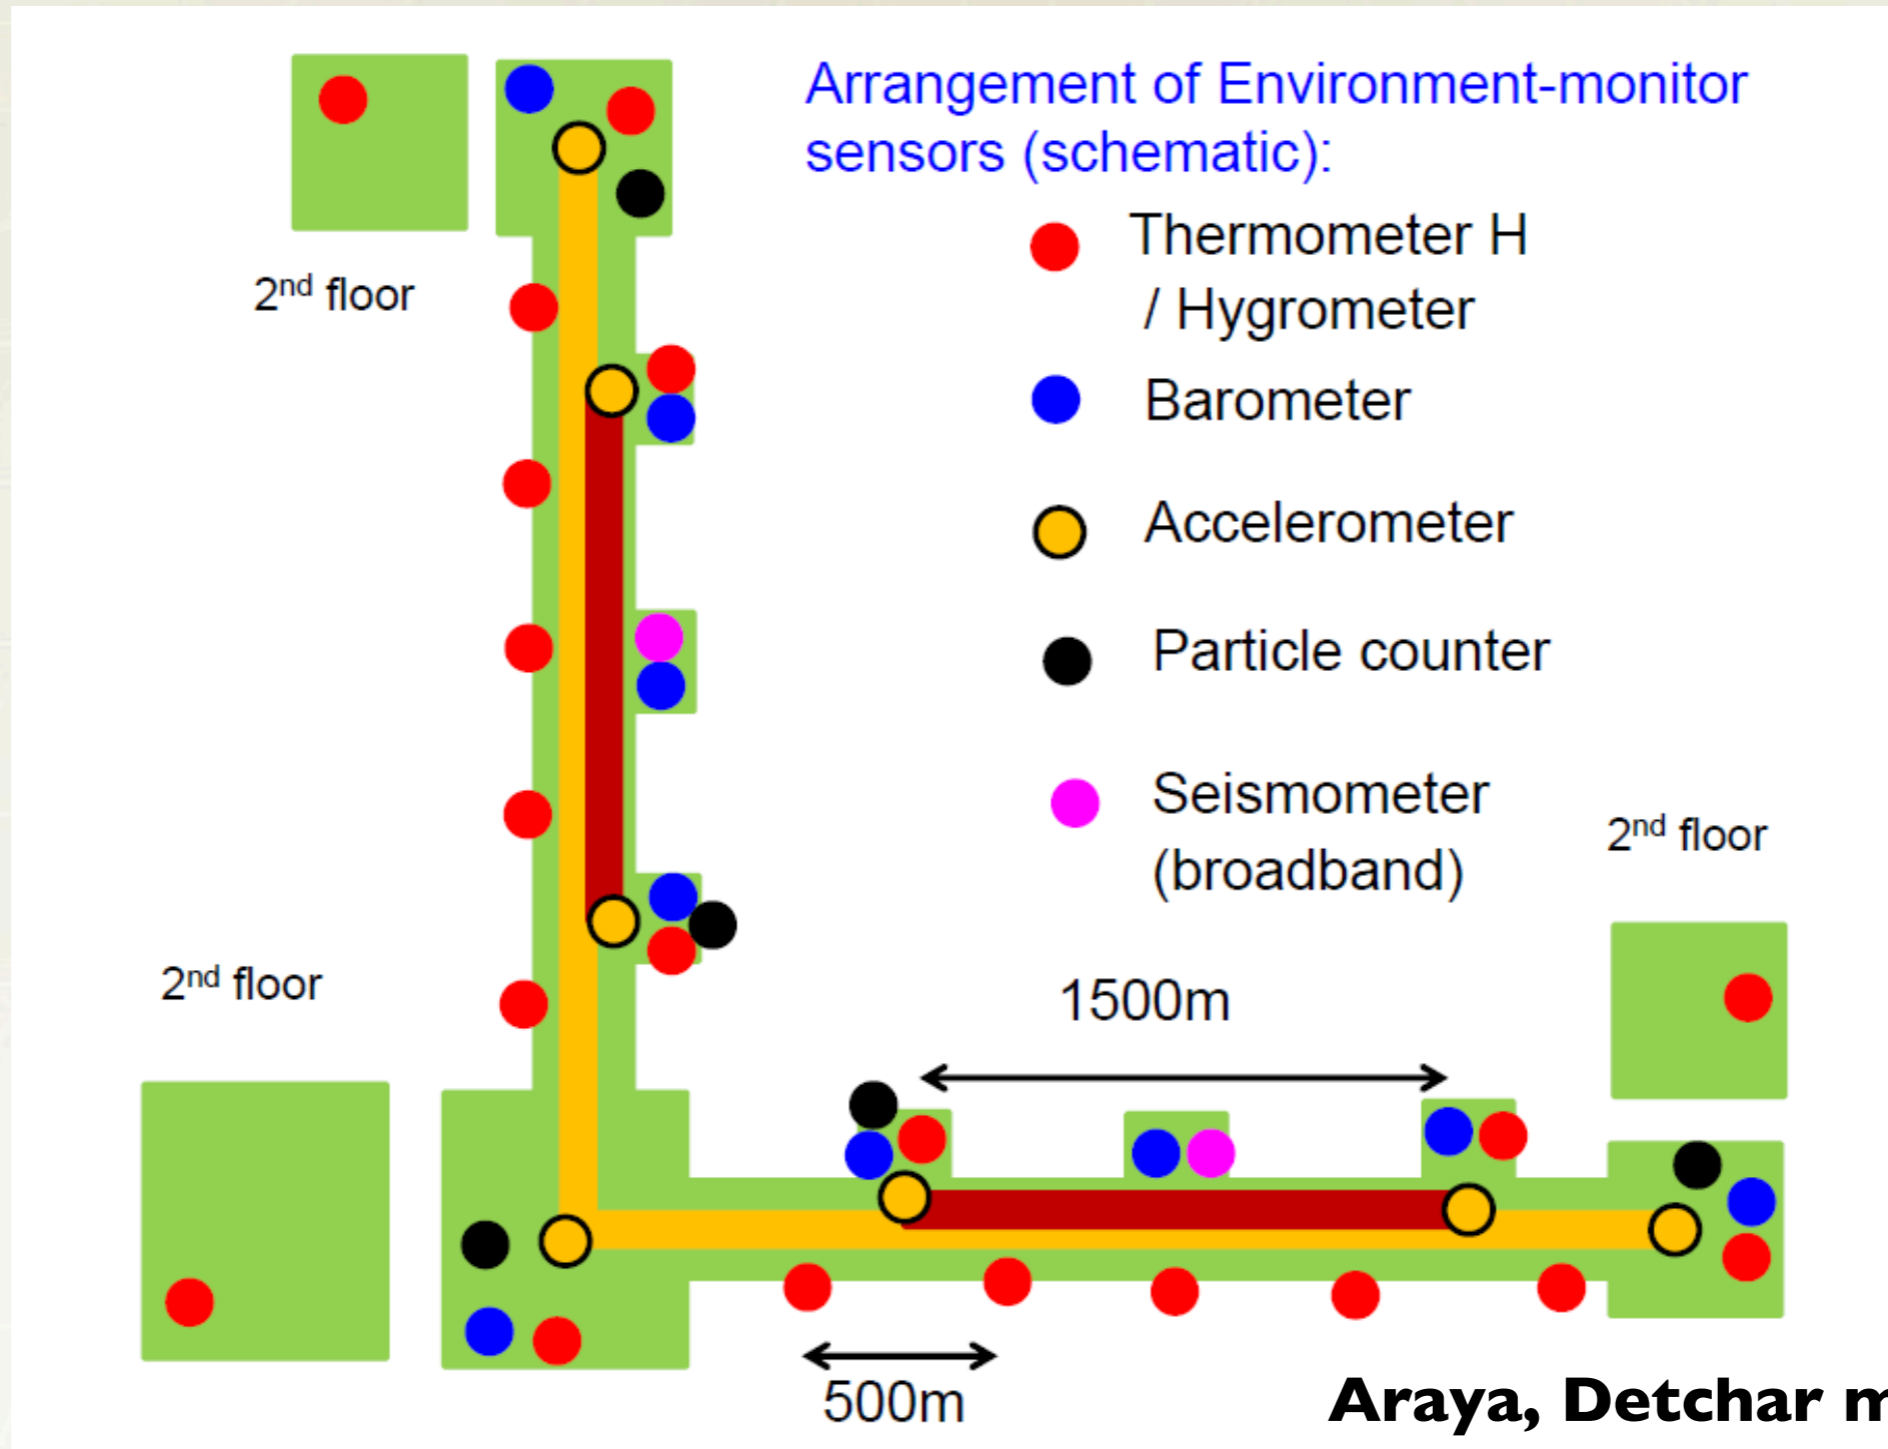 Arrangement of Environment-monitor
sensors (schematic):
Thermometer H
/ Hygrometer
Barometer
Accelerometer
Particle counter
Seismometer
(broadband)
2nd floor
2nd floor
2nd floor
1500m
500m
Araya, Detchar m